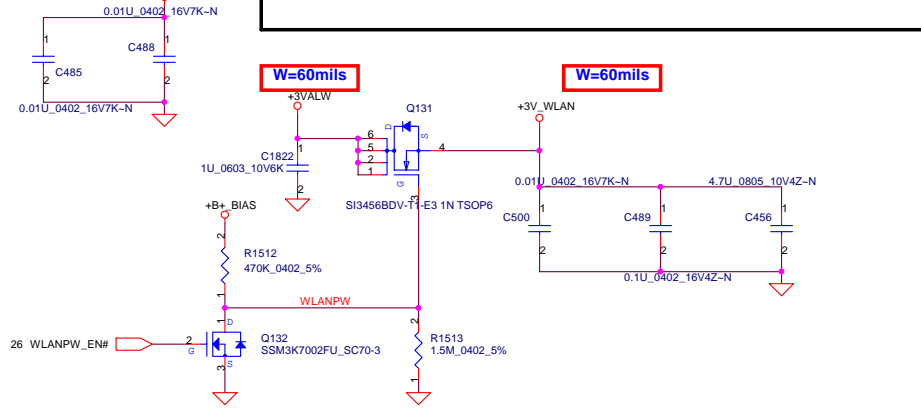 0.01U_0402_16V7K~N
1
1
C485
C488
2
2
0.01U_0402_16V7K~N
W=60mils
W=60mils
+3VALW
Q131
+3V_WLAN
D
S
6
5
2
1
4
1
C1822
1U_0603_10V6K
2
G
3
SI3456BDV-T1-E3 1N TSOP6
0.01U_0402_16V7K~N
4.7U_0805_10V4Z~N
1
1
1
C500
C489
C456
2
2
2
0.1U_0402_16V4Z~N
+B+_BIAS
2
R1512
470K_0402_5%
1
WLANPW
1
D
Q132
SSM3K7002FU_SC70-3
26 WLANPW_EN#
2
G
S
3
2
R1513
1.5M_0402_5%
1